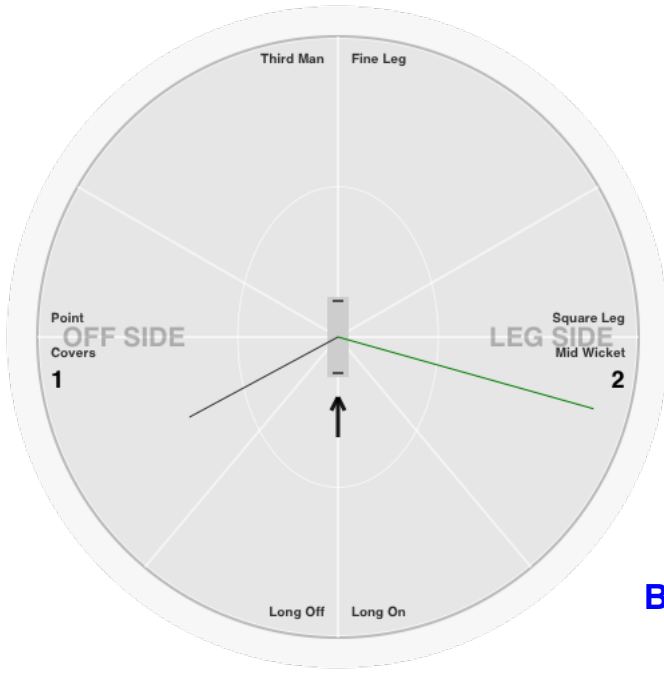 Third Man Fine Leg
Point Square Leg
OFF SIDE LEG SIDE
Covers Mid Wicket
1 2
B
Long Off Long On